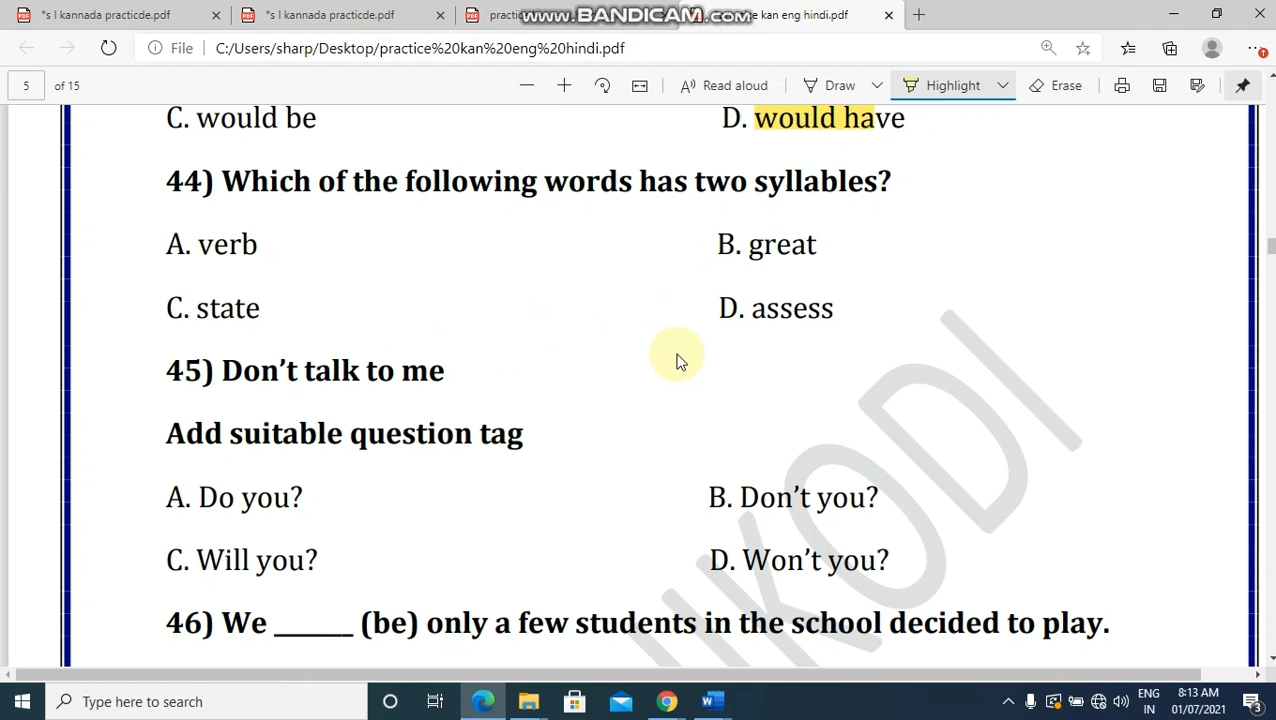 *s l kannada practicde.pdf
*s l kannada practicde.pdf
www.BANDICAM.com
kan eng hindi.pdf
File
C:/Users/sharp/Desktop/practice%20kan%20eng%20hindi.pdf
5 of 15
Read aloud
Draw
Highlight
Erase
C. would be
D. would have
44) Which of the following words has two syllables?
A. verb
B. great
C. state
D. assess
45) Don't talk to me
Add suitable question tag
A. Do you?
B. Don't you?
C. Will you?
D. Won't you?
46) We ______ (be) only a few students in the school decided to play.
IKODI
Type here to search
ENG
IN
8:13 AM
01/07/2021
3